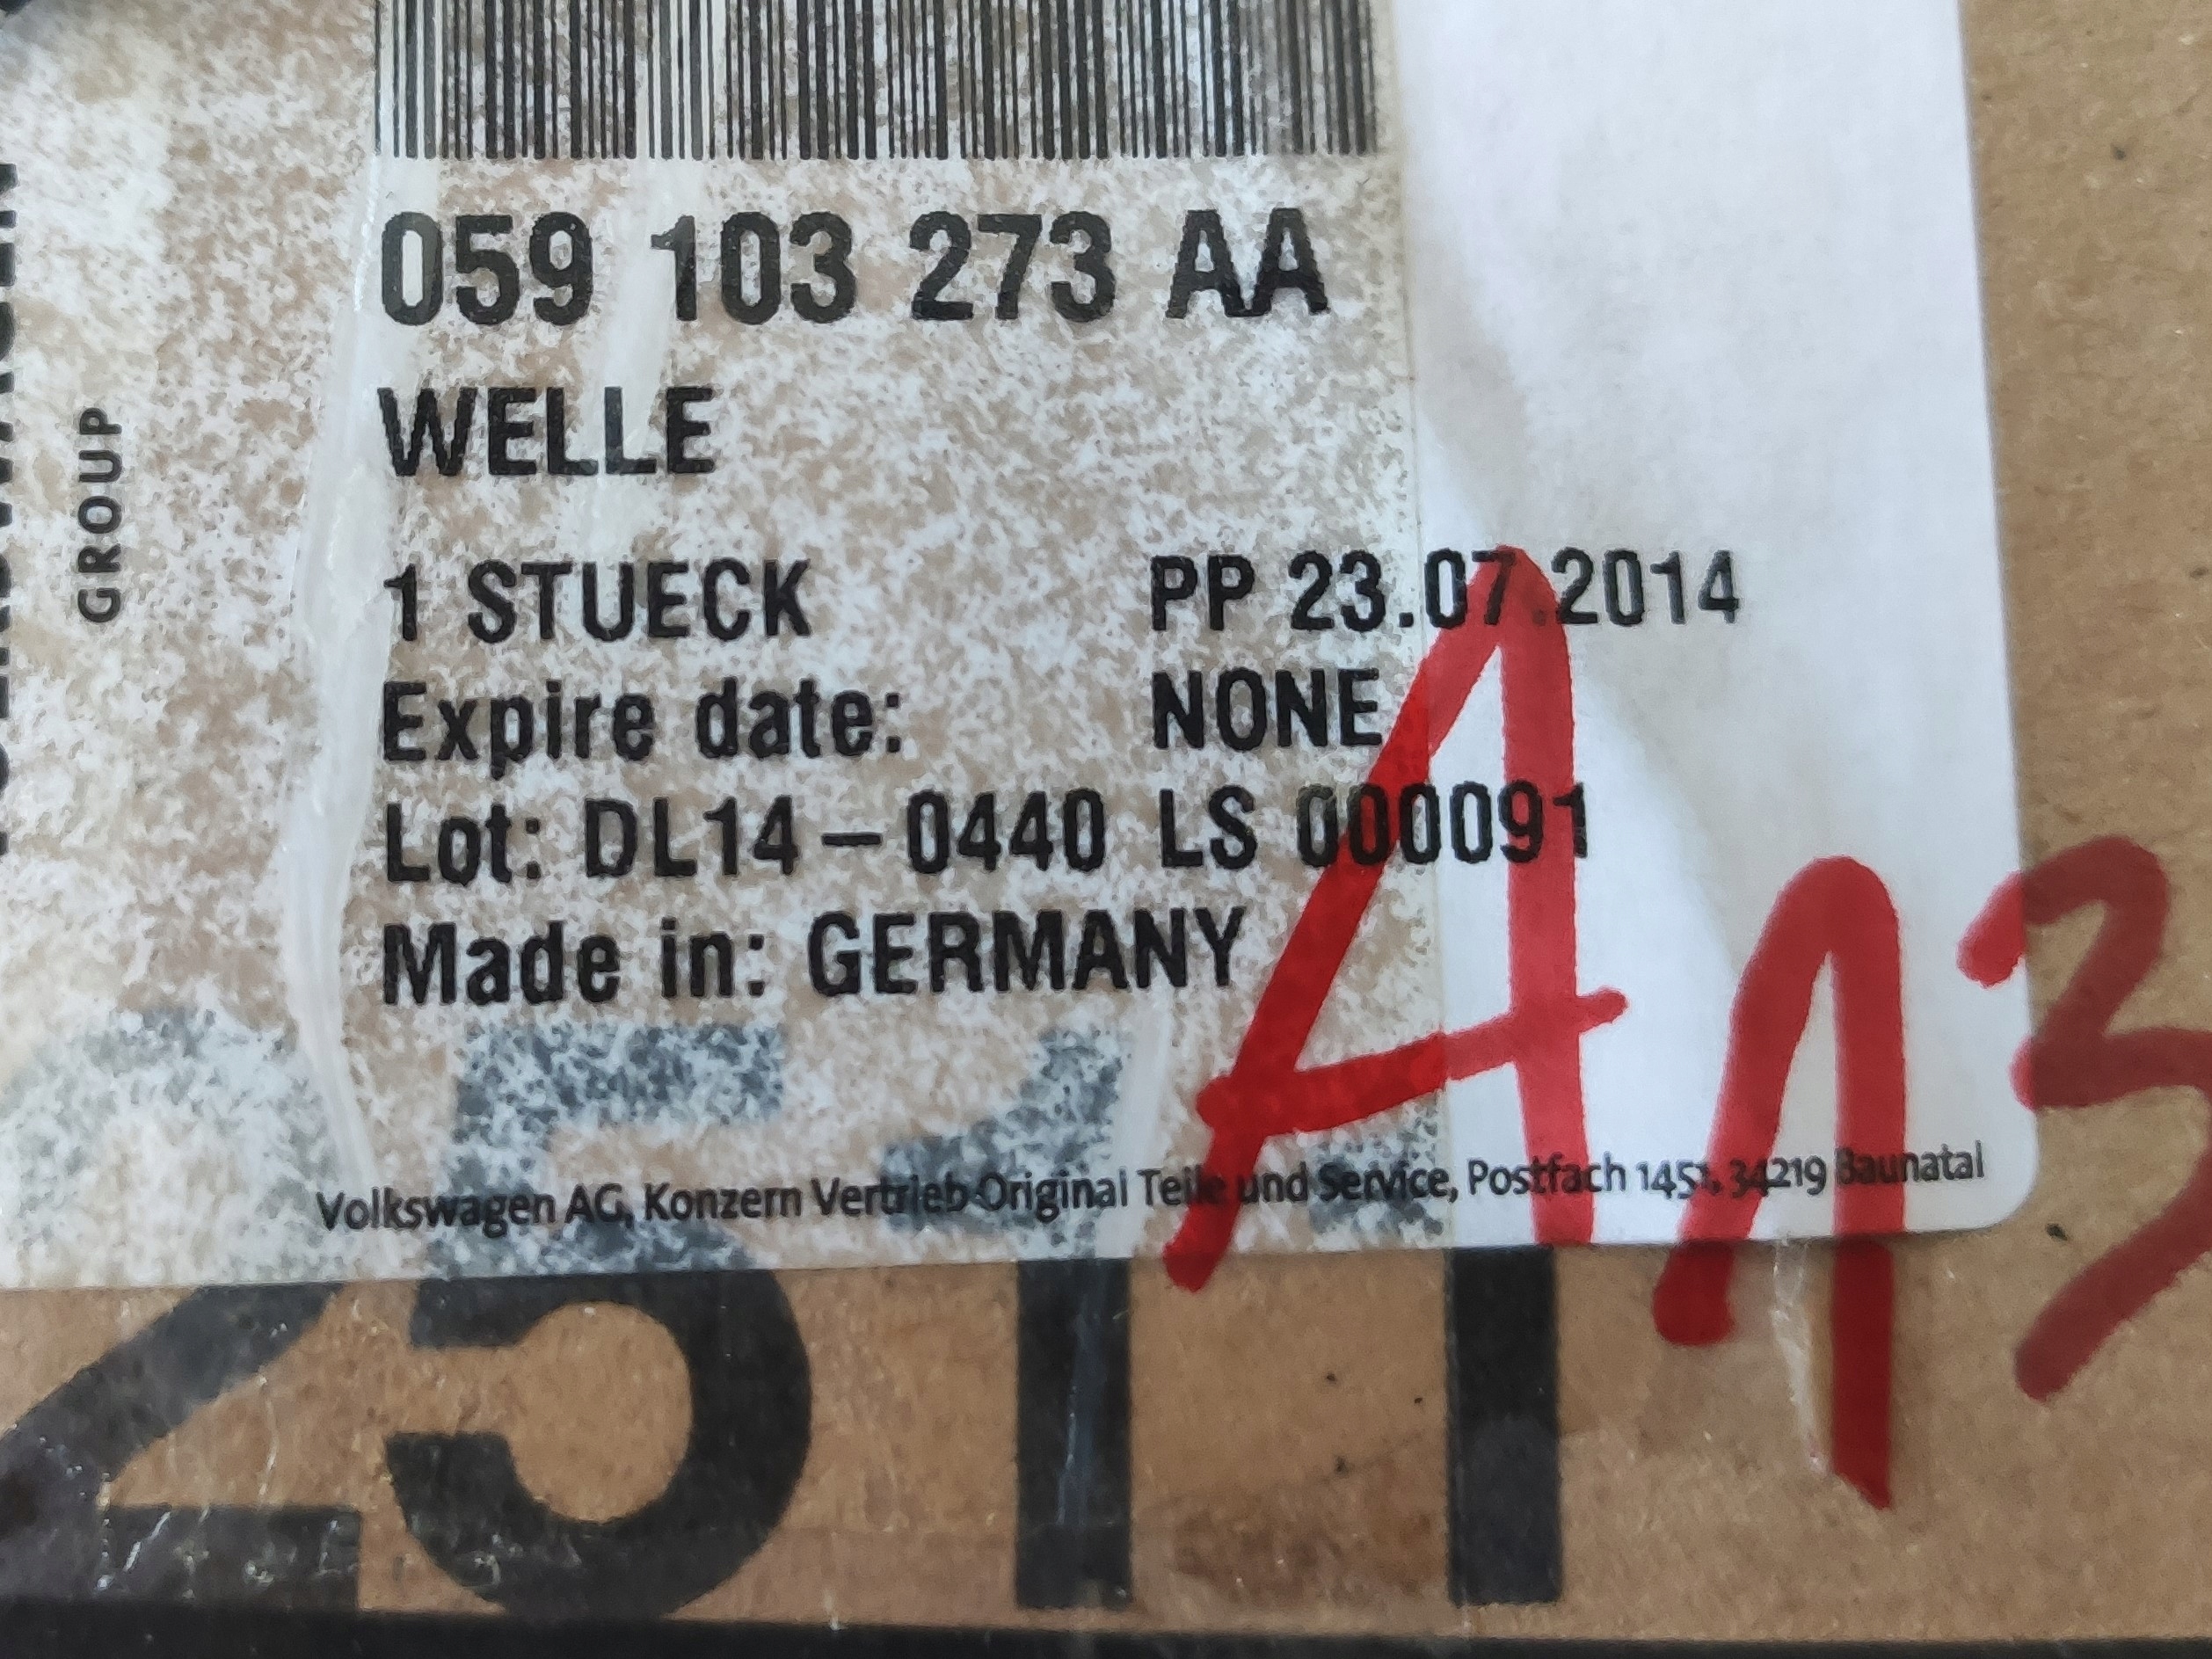 059 103 273 AA
WELLE
1 STUECK PP 23.07.2014
Expire date: NONE
Lot: DL14-0440 LS 000091
Made in: GERMANY
Volkswagen AG, Konzern Vertrieb Original Teile und Service, Postfach 1451, 34219 Baunatal
GROUP
A13
2511